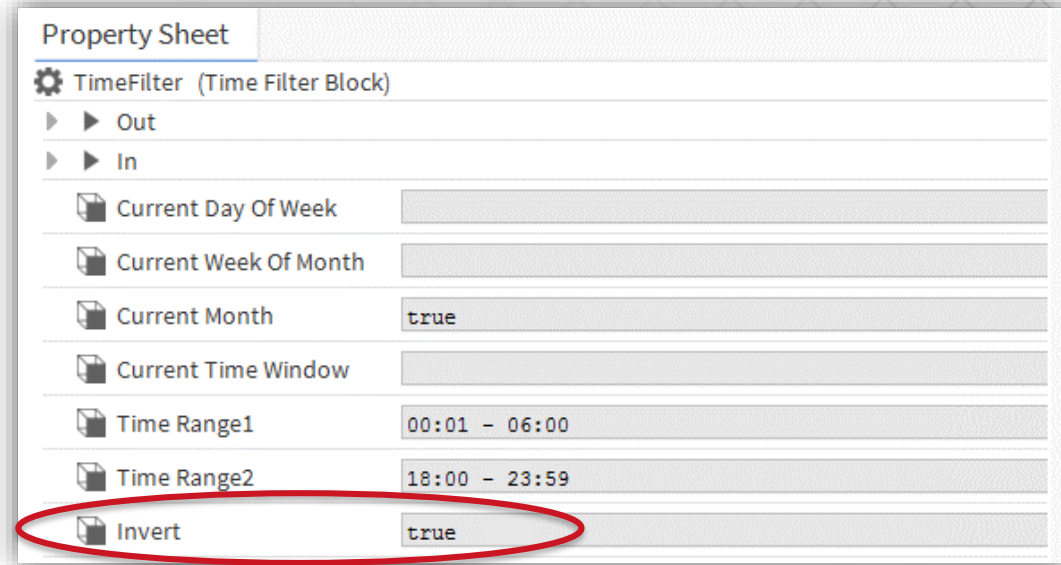 Property Sheet
TimeFilter (Time Filter Block)
Out
In
Current Day Of Week
Current Week Of Month
Current Month true
Current Time Window
Time Range1 00:01 - 06:00
Time Range2 18:00 - 23:59
Invert true